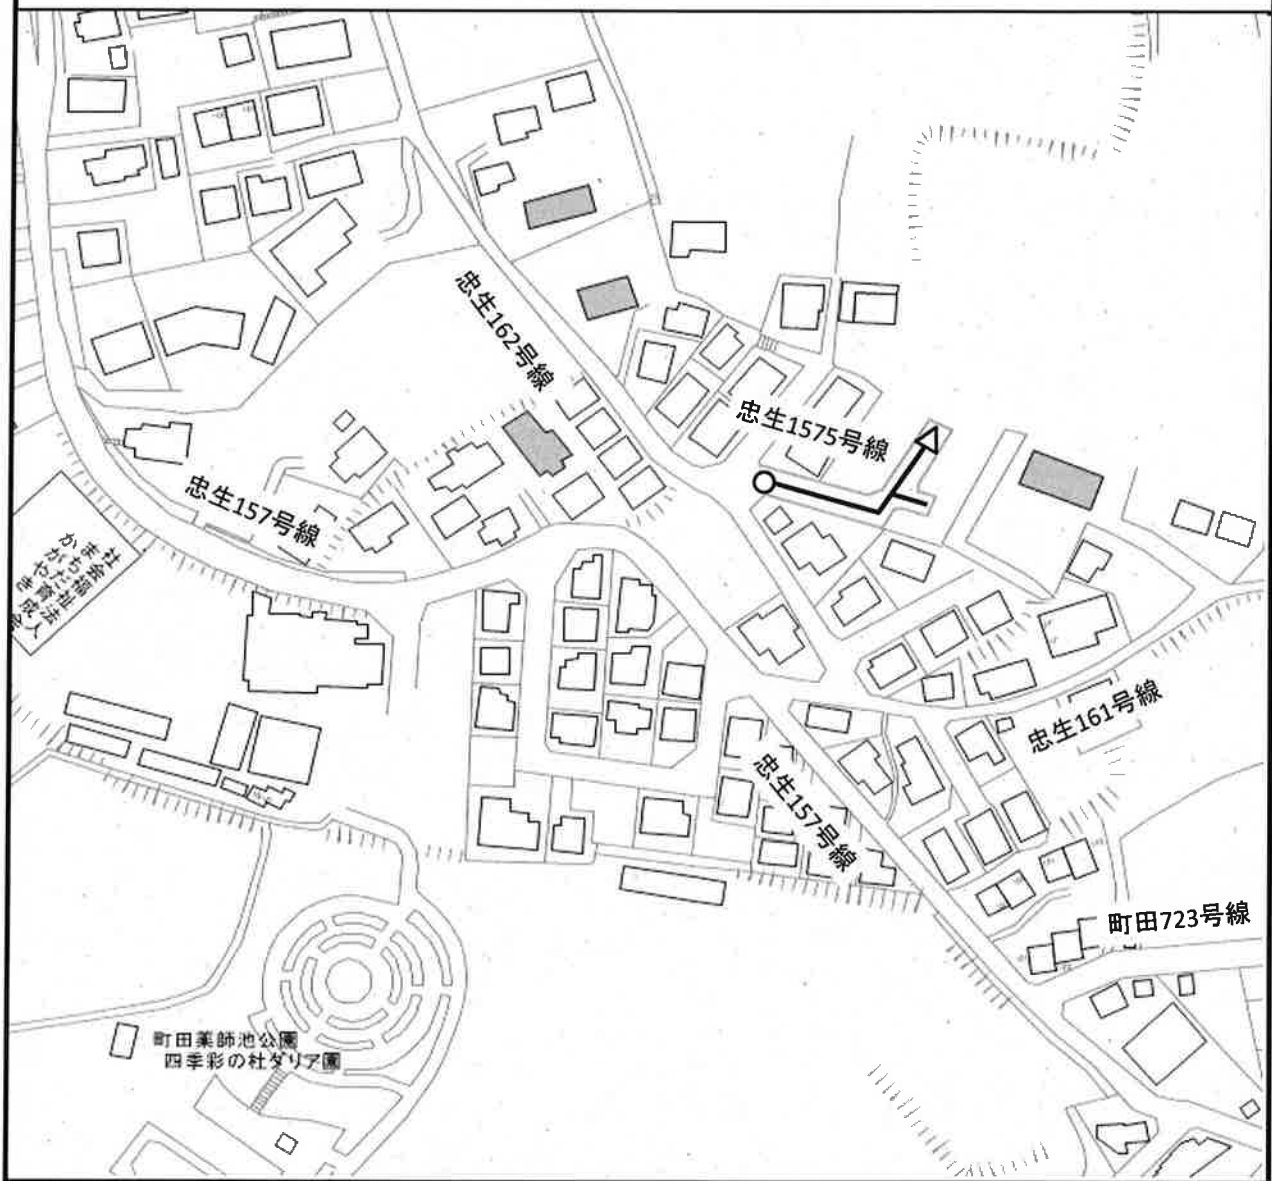 忠生162号線
忠生1575号線
忠生157号線
社会福祉法人
まちだ育成会
かがやき
忠生161号線
忠生157号線
町田723号線
町田薬師池公園
四季彩の杜ダリア園